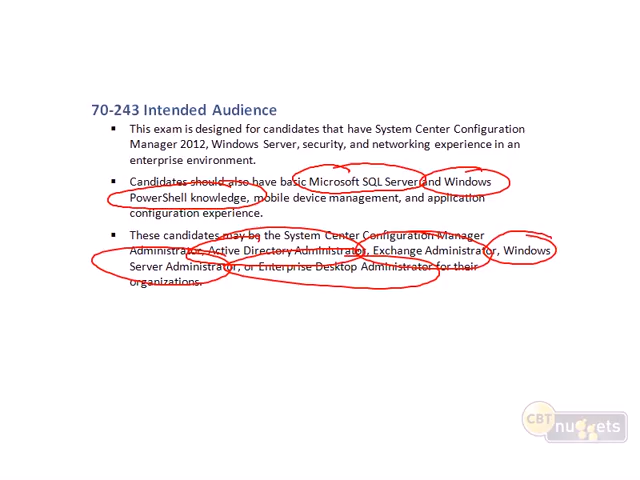 70-243 Intended Audience
▪ This exam is designed for candidates that have System Center Configuration
Manager 2012, Windows Server, security, and networking experience in an
enterprise environment.
▪ Candidates should also have basic Microsoft SQL Server and Windows
PowerShell knowledge, mobile device management, and application
configuration experience.
▪ These candidates may be the System Center Configuration Manager
Administrator, Active Directory Administrator, Exchange Administrator, Windows
Server Administrator, or Enterprise Desktop Administrator for their
organizations.
CBT nuggets